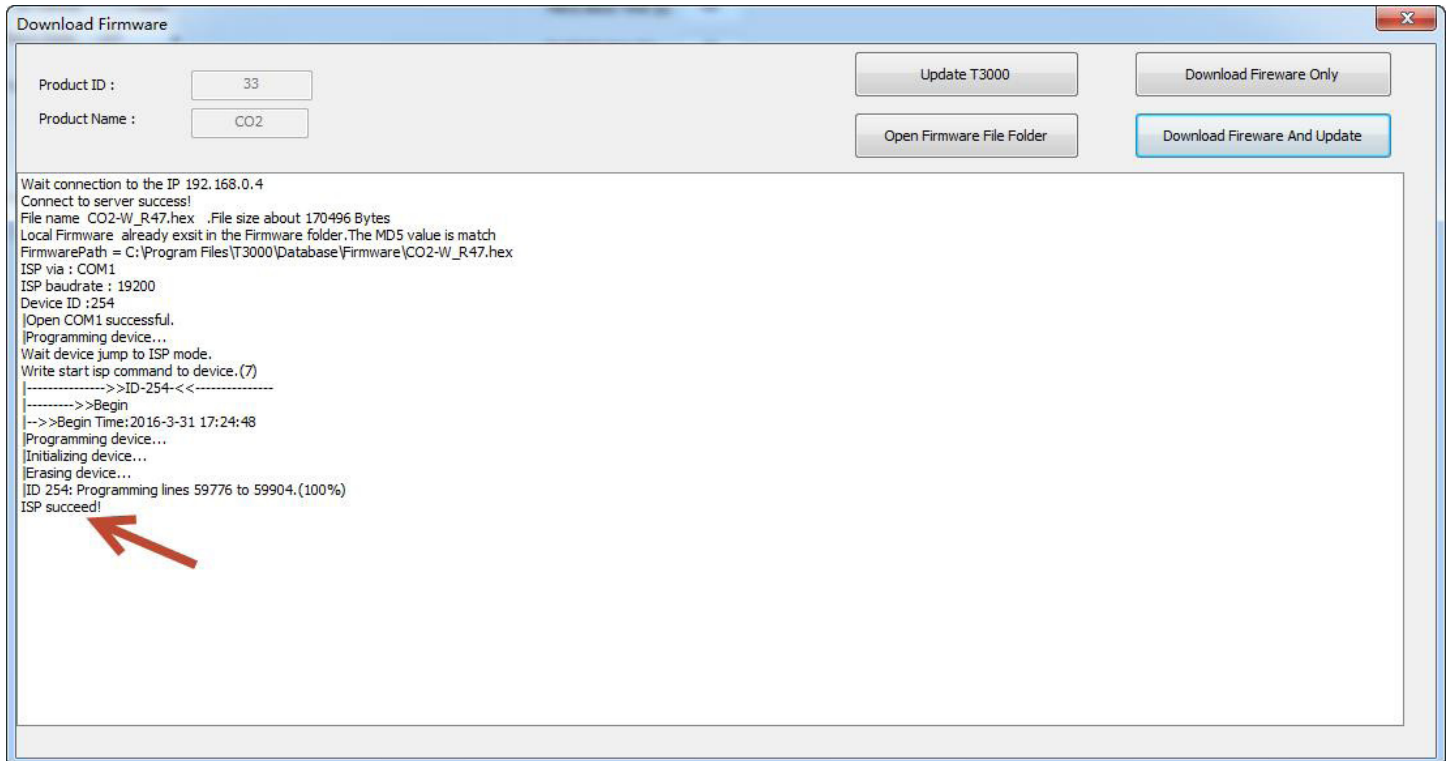 Download Firmware
Product ID : 33
Product Name : CO2
Update T3000
Download Fireware Only
Open Firmware File Folder
Download Fireware And Update
Wait connection to the IP 192.168.0.4
Connect to server success!
File name  CO2-W_R47.hex   .File size about 170496 Bytes
Local Firmware  already exsit in the Firmware folder.The MD5 value is match
FirmwarePath = C:\Program Files\T3000\Database\Firmware\CO2-W_R47.hex
ISP via : COM1
ISP baudrate : 19200
Device ID :254
|Open COM1 successful.
|Programming device...
Wait device jump to ISP mode.
Write start isp command to device.(7)
|--------------->>ID-254-<<---------------
|--------->>Begin
|-->>Begin Time:2016-3-31 17:24:48
|Programming device...
|Initializing device...
|Erasing device...
|ID 254: Programming lines 59776 to 59904.(100%)
ISP succeed!